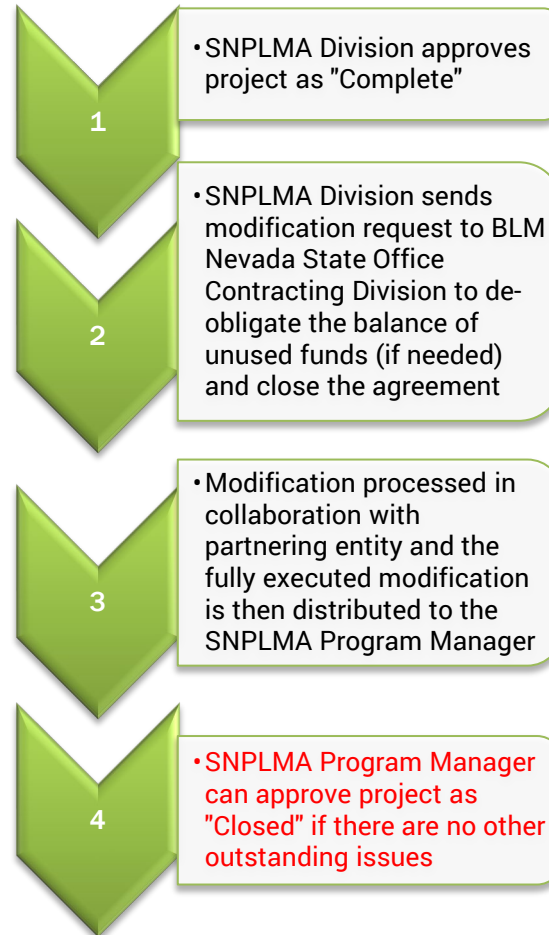 1
•SNPLMA Division approves
project as "Complete"
2
•SNPLMA Division sends
modification request to BLM
Nevada State Office
Contracting Division to de-
obligate the balance of
unused funds (if needed)
and close the agreement
3
•Modification processed in
collaboration with
partnering entity and the
fully executed modification
is then distributed to the
SNPLMA Program Manager
4
•SNPLMA Program Manager
can approve project as
"Closed" if there are no other
outstanding issues